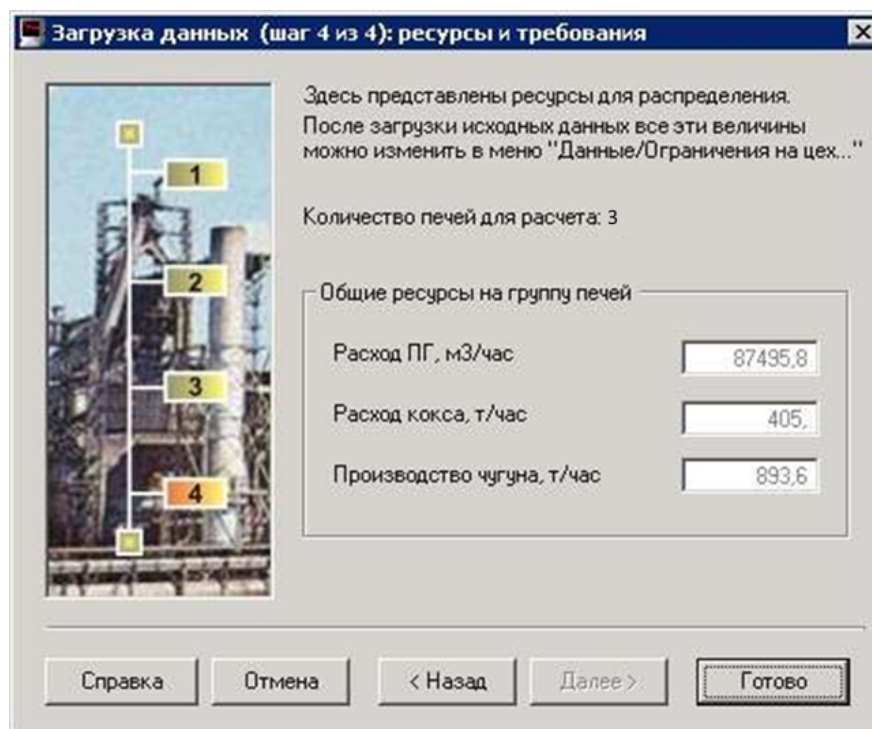 Загрузка данных (шаг 4 из 4): ресурсы и требования
Здесь представлены ресурсы для распределения.
После загрузки исходных данных все эти величины
можно изменить в меню "Данные/Ограничения на цех..."
1
2
3
4
Количество печей для расчета: 3
Общие ресурсы на группу печей
Расход ПГ, м3/час 87495,8
Расход кокса, т/час 405,
Производство чугуна, т/час 893,6
Справка Отмена < Назад Далее > Готово